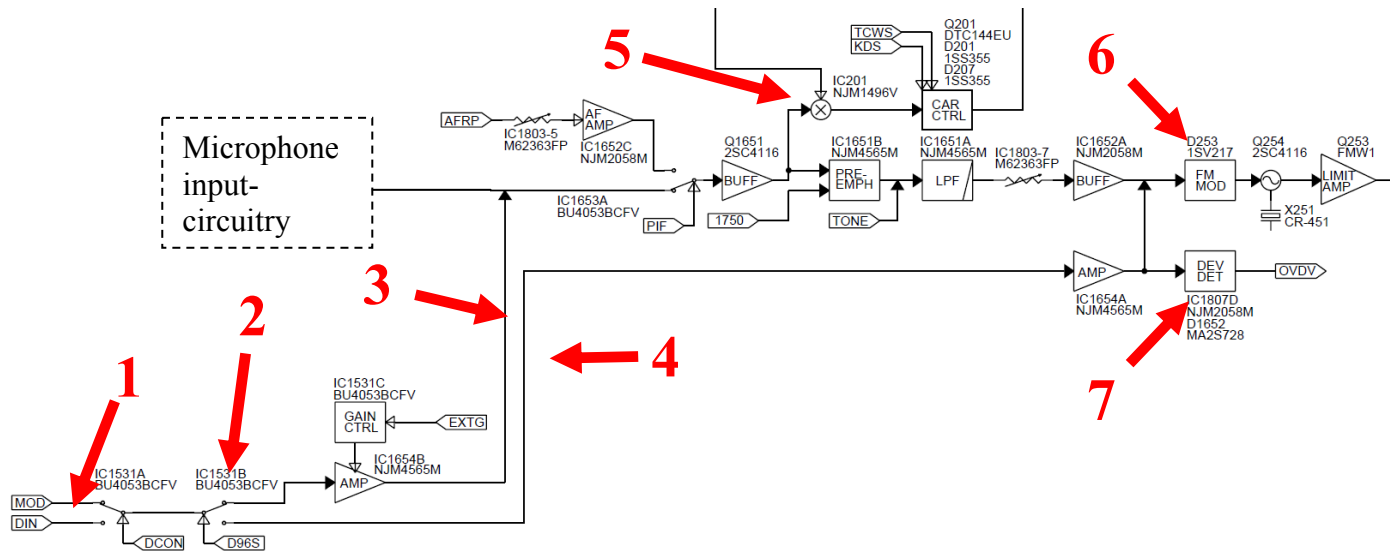 TCWS
KDS
Q201
DTC144EU
D201
1SS355
D207
1SS355
5
6
IC201
NJM1496V
CAR
CTRL
AFRP
IC1803-5
M62363FP
AF
AMP
IC1652C
NJM2058M
Microphone
input-
circuitry
Q1651
2SC4116
BUFF
IC1651B
NJM4565M
PRE-
EMPH
IC1651A
NJM4565M
LPF
IC1803-7
M62363FP
IC1652A
NJM2058M
BUFF
D253
1SV217
FM
MOD
Q254
2SC4116
X251
CR-451
Q253
FMW1
LIMIT
AMP
IC1653A
BU4053BCFV
PIF
1750
TONE
3
AMP
IC1654A
NJM4565M
DEV
DET
OVDV
IC1807D
NJM2058M
D1652
MA2S728
2
4
7
1
IC1531C
BU4053BCFV
GAIN
CTRL
EXTG
IC1654B
NJM4565M
AMP
IC1531A
BU4053BCFV
IC1531B
BU4053BCFV
MOD
DIN
DCON
D96S